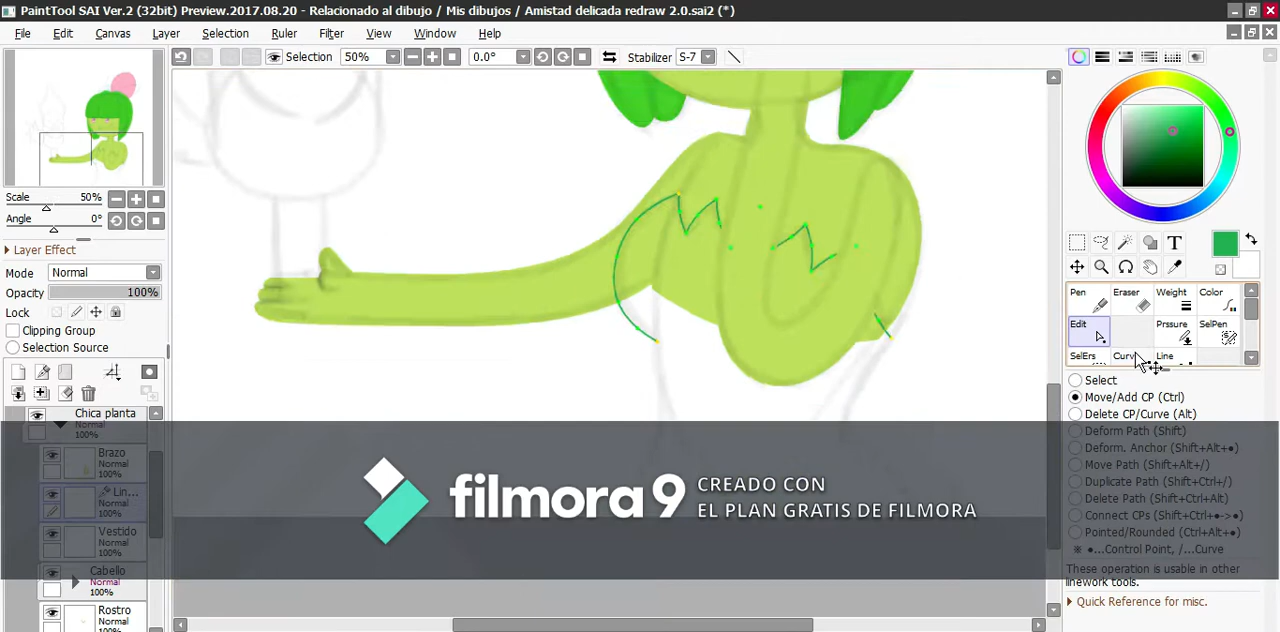 PaintTool SAI Ver.2 (32bit) Preview.2017.08.20 - Relacionado al dibujo / Mis dibujos / Amistad delicada redraw 2.0.sai2 (*)
File Edit Canvas Layer Selection Ruler Filter View Window Help
Selection 50% 0.0° Stabilizer S-7
Scale 50%
Angle 0°
Layer Effect
Mode Normal
Opacity 100%
Lock
Clipping Group
Selection Source
Chica planta
Normal
100%
Brazo
Normal
100%
Lin...
Normal
100%
Vestido
Normal
100%
Cabello
Normal
100%
Rostro
Normal
100%
T
Pen Eraser Weight Color
Edit Prssure SelPen
SelErs Curv Line
Select
Move/Add CP (Ctrl)
Delete CP/Curve (Alt)
Deform Path (Shift)
Deform. Anchor (Shift+Alt+●)
Move Path (Shift+Alt+/)
Duplicate Path (Shift+Ctrl+/)
Delete Path (Shift+Ctrl+Alt)
Connect CPs (Shift+Ctrl+●->●)
Pointed/Rounded (Ctrl+Alt+●)
※ ●...Control Point, /...Curve
These operation is usable in other
linework tools.
Quick Reference for misc.
filmora9 CREADO CON
EL PLAN GRATIS DE FILMORA